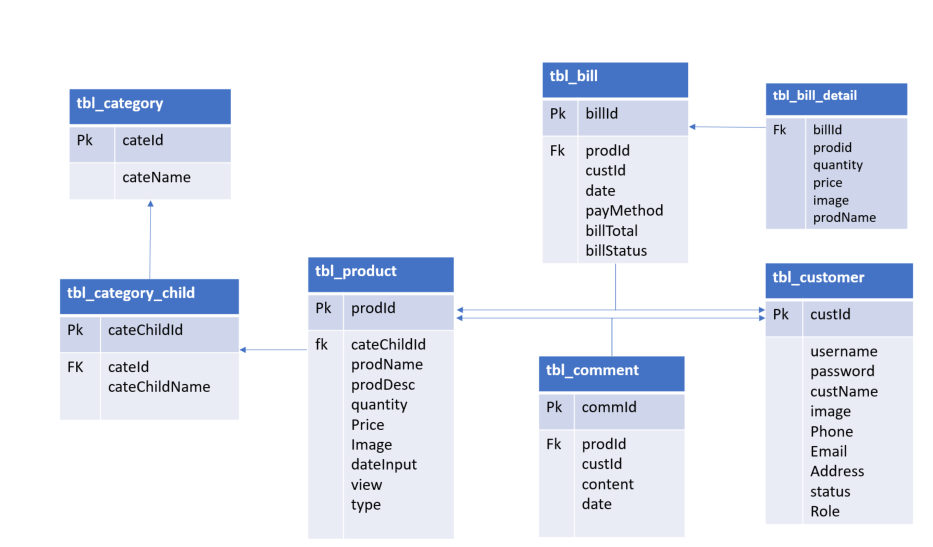 tbl_category
Pk cateId
cateName
tbl_category_child
Pk cateChildId
FK cateId
cateChildName
tbl_product
Pk prodId
fk cateChildId
prodName
prodDesc
quantity
Price
Image
dateInput
view
type
tbl_bill
Pk billId
Fk prodId
custId
date
payMethod
billTotal
billStatus
tbl_comment
Pk commId
Fk prodId
custId
content
date
tbl_bill_detail
Fk billId
prodid
quantity
price
image
prodName
tbl_customer
Pk custId
username
password
custName
image
Phone
Email
Address
status
Role